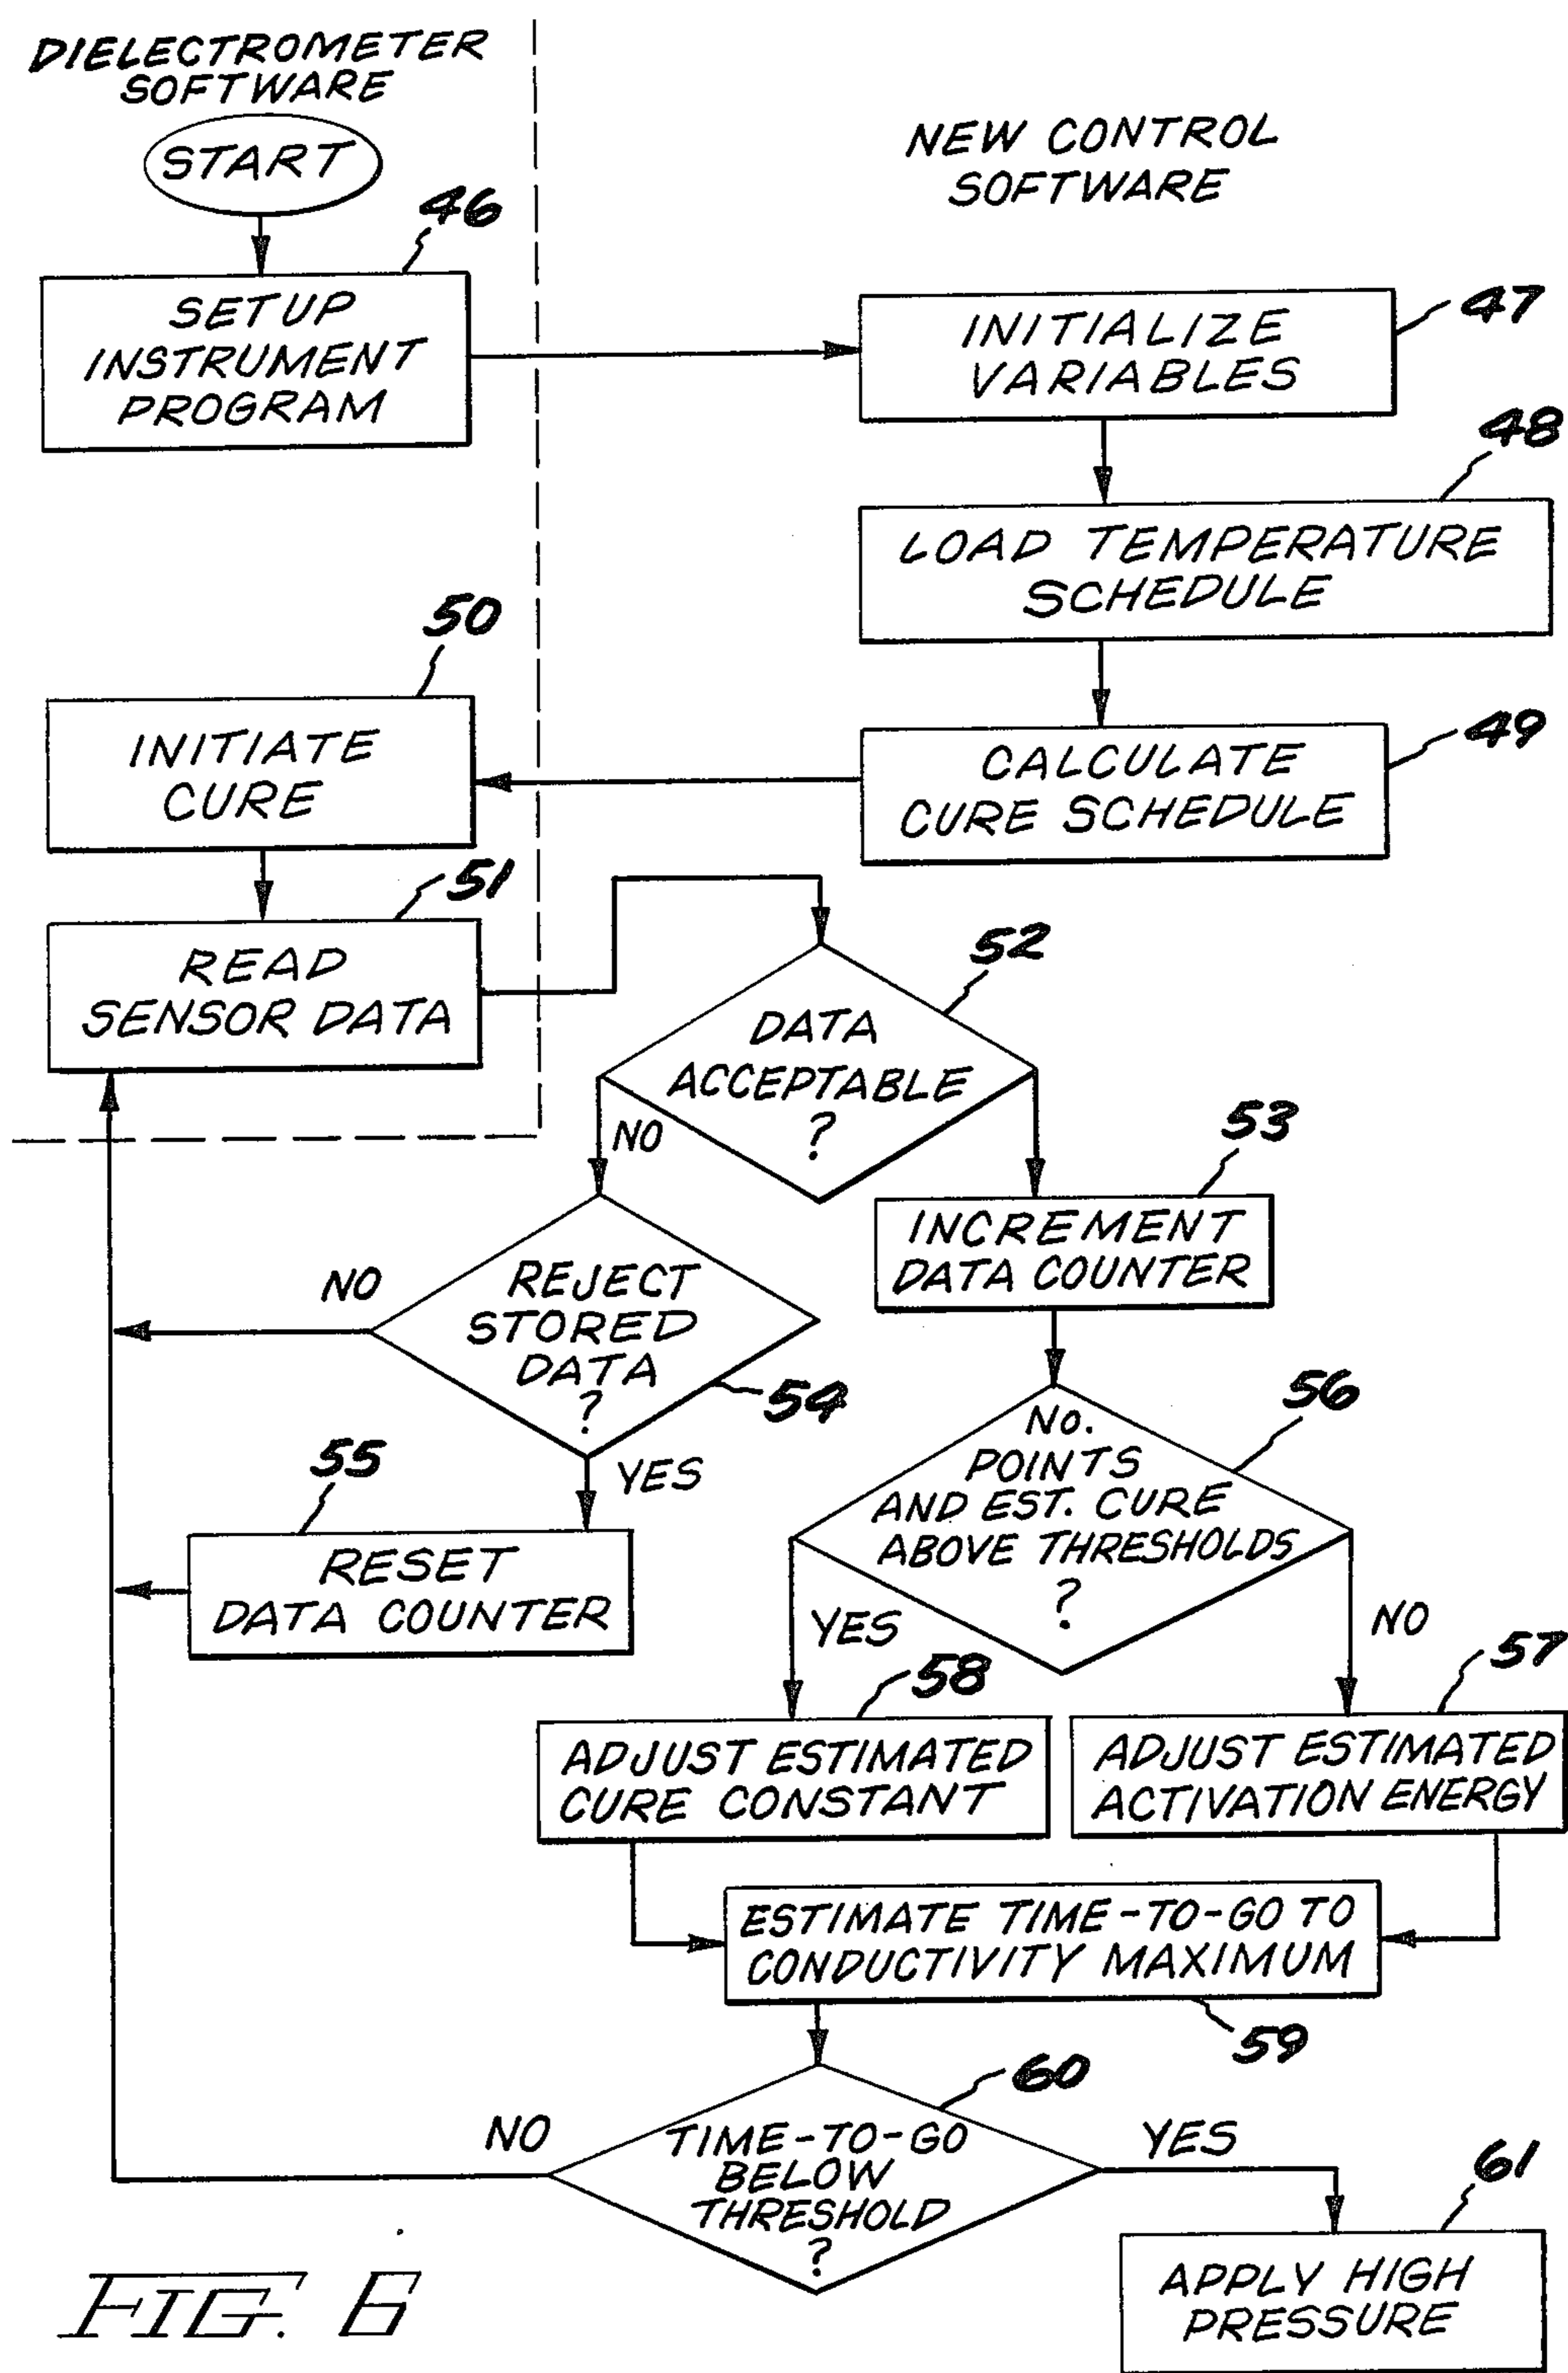 DIELECTROMETER
SOFTWARE
START
46
SETUP
INSTRUMENT
PROGRAM
NEW CONTROL
SOFTWARE
47
INITIALIZE
VARIABLES
48
LOAD TEMPERATURE
SCHEDULE
49
CALCULATE
CURE SCHEDULE
50
INITIATE
CURE
51
READ
SENSOR DATA
52
DATA
ACCEPTABLE
?
NO
53
INCREMENT
DATA COUNTER
NO
REJECT
STORED
DATA
?
54
YES
55
RESET
DATA COUNTER
56
No.
POINTS
AND EST. CURE
ABOVE THRESHOLDS
?
YES
NO
58
ADJUST ESTIMATED
CURE CONSTANT
57
ADJUST ESTIMATED
ACTIVATION ENERGY
ESTIMATE TIME-TO-GO TO
CONDUCTIVITY MAXIMUM
59
60
NO
TIME-TO-GO
BELOW
THRESHOLD
?
YES
61
APPLY HIGH
PRESSURE
FIG. 6